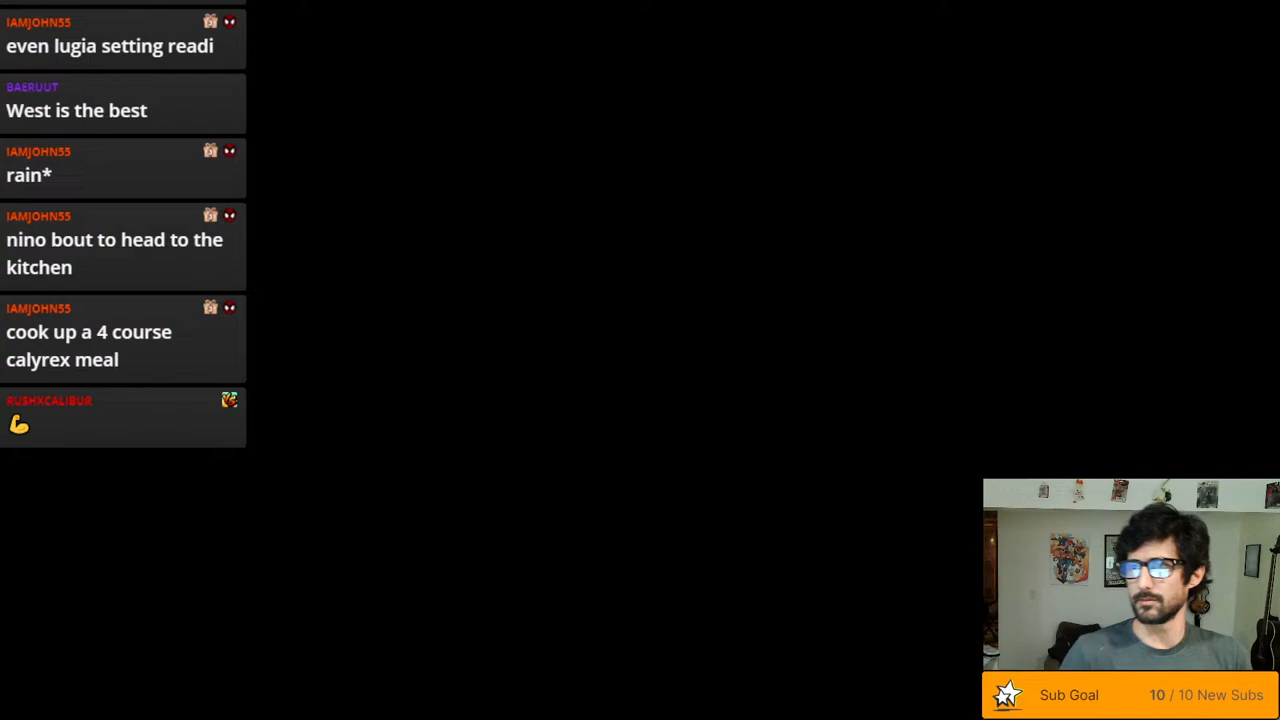 IAMJOHN55
even lugia setting readi
BAERUUT
West is the best
IAMJOHN55
rain*
IAMJOHN55
nino bout to head to the
kitchen
IAMJOHN55
cook up a 4 course
calyrex meal
RUSHXCALIBUR
Sub Goal 10 / 10 New Subs